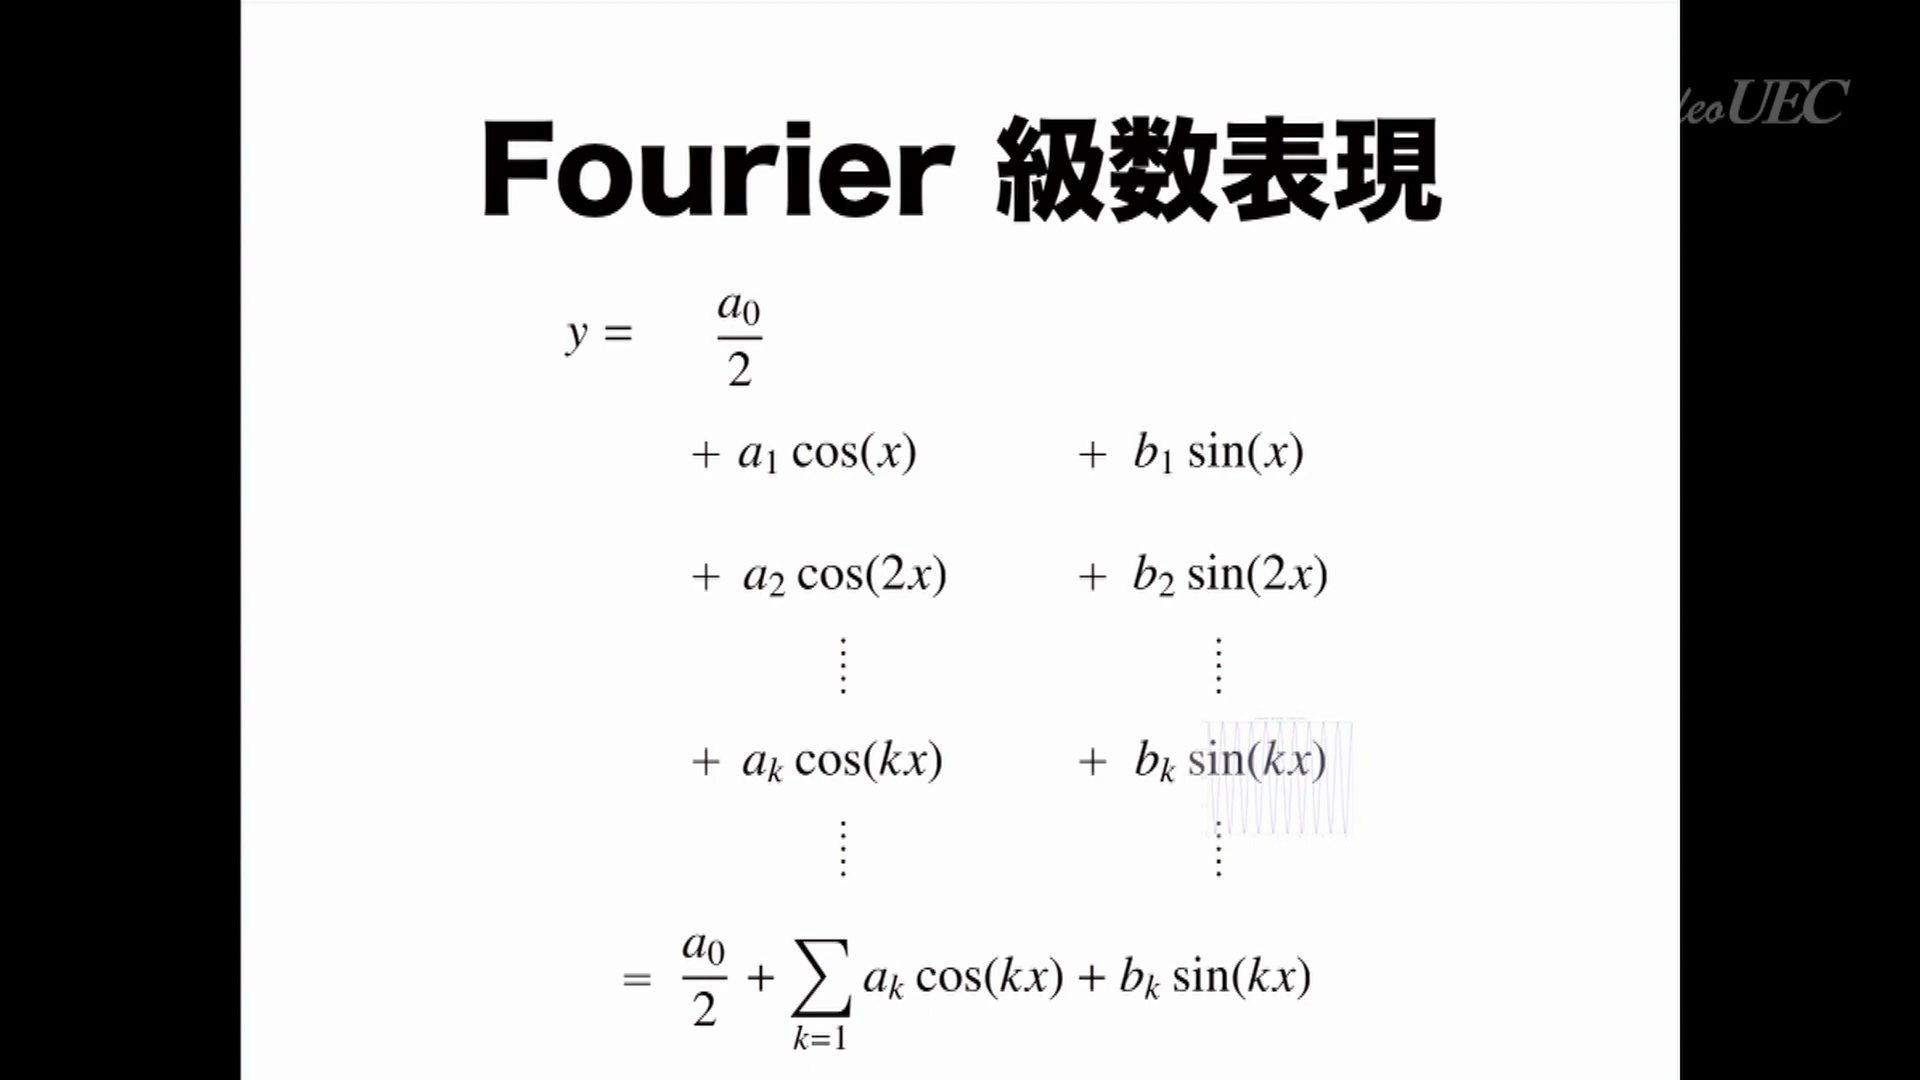 UEC
Fourier 級数表現
y = a₀/2
+ a₁ cos(x) + b₁ sin(x)
+ a₂ cos(2x) + b₂ sin(2x)
⋮ ⋮
+ aₖ cos(kx) + bₖ sin(kx)
⋮ ⋮
= a₀/2 + ∑ₖ₌₁ aₖ cos(kx) + bₖ sin(kx)